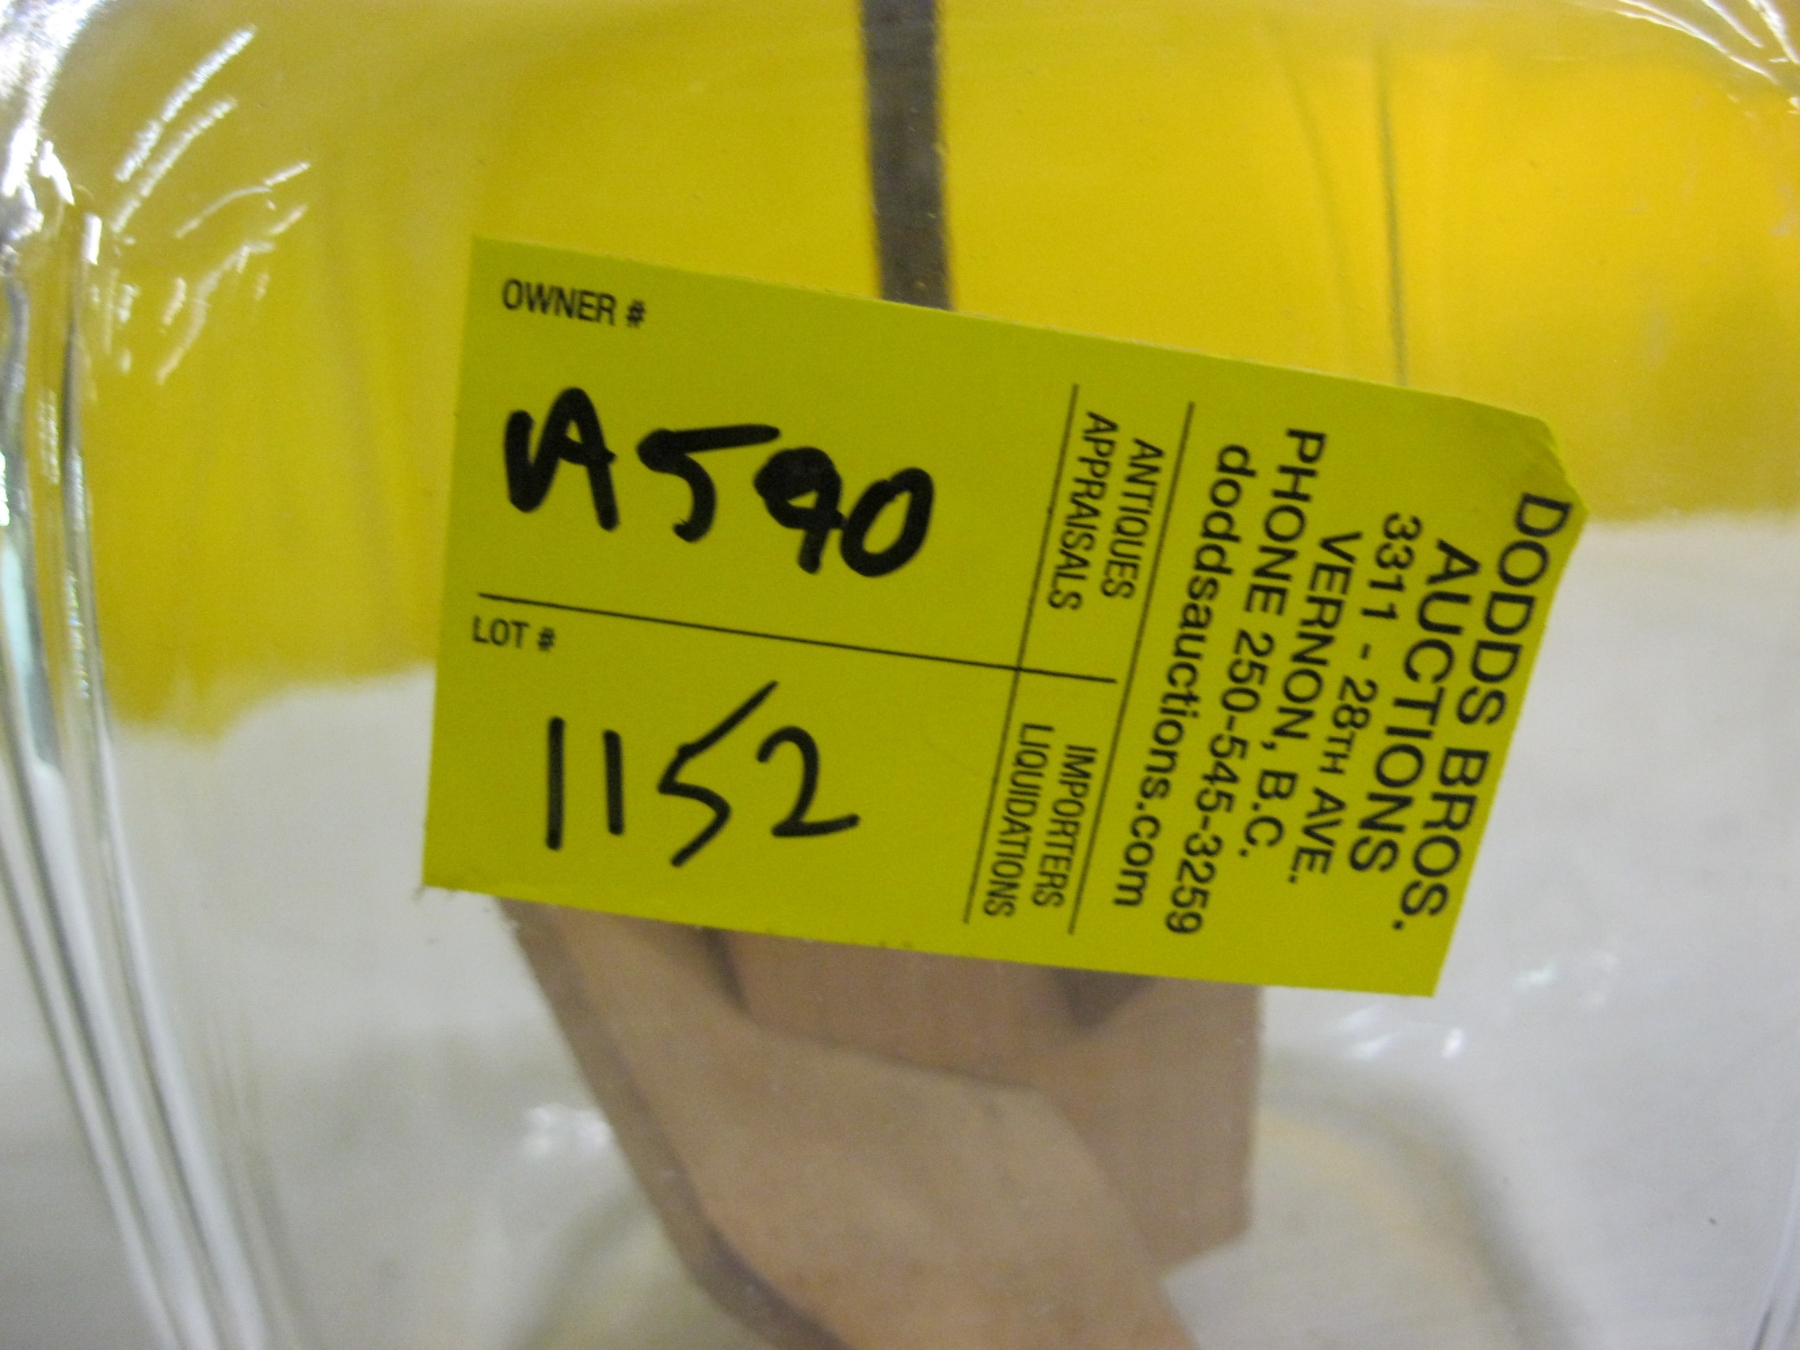 OWNER #
A590
LOT #
1152
ANTIQUES
APPRAISALS
IMPORTERS
LIQUIDATIONS
DODDS BROS.
AUCTIONS
3311 - 28TH AVE.
VERNON, B.C.
PHONE 250-545-3259
doddsauctions.com